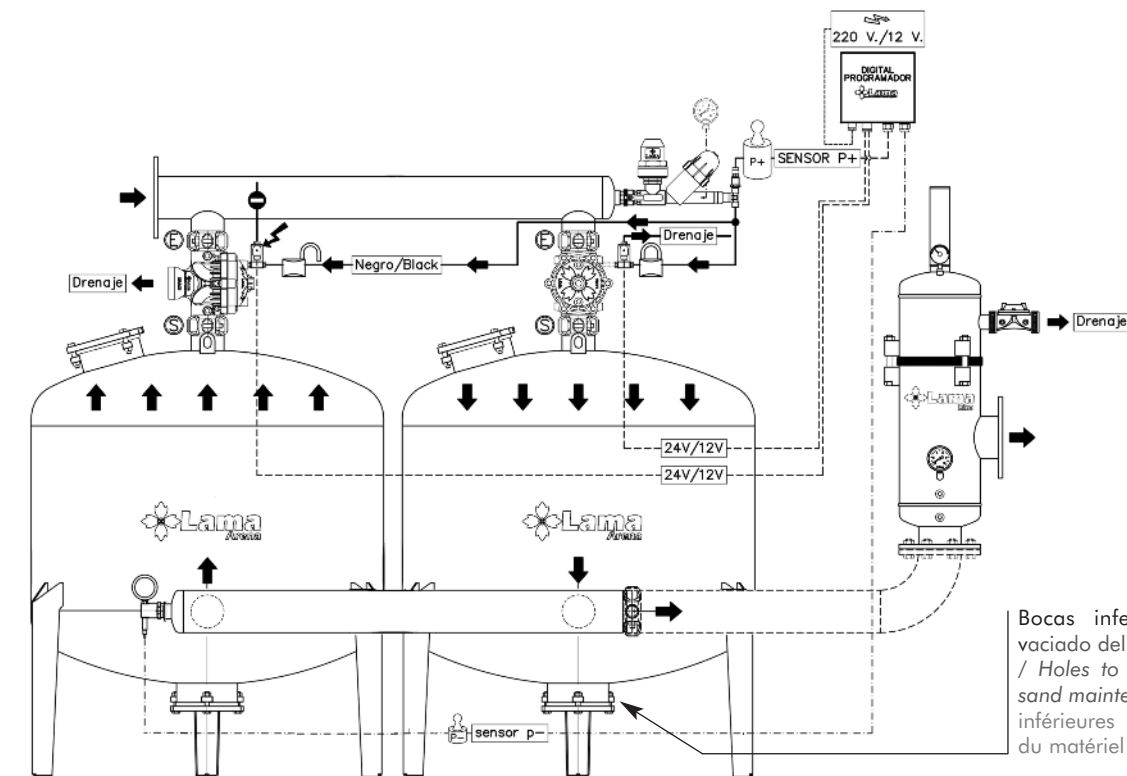 220 V./12 V.
DIGITAL
PROGRAMADOR
Lama
P+
SENSOR P+
E
E
Drenaje
Negro/Black
Drenaje
S
S
Drenaje
Lama
24V/12V
24V/12V
Lama
Arena
Lama
Arena
Bocas infe
vaciado del
/ Holes to
sand mainte
inférieures
du matériel
P-
sensor p-